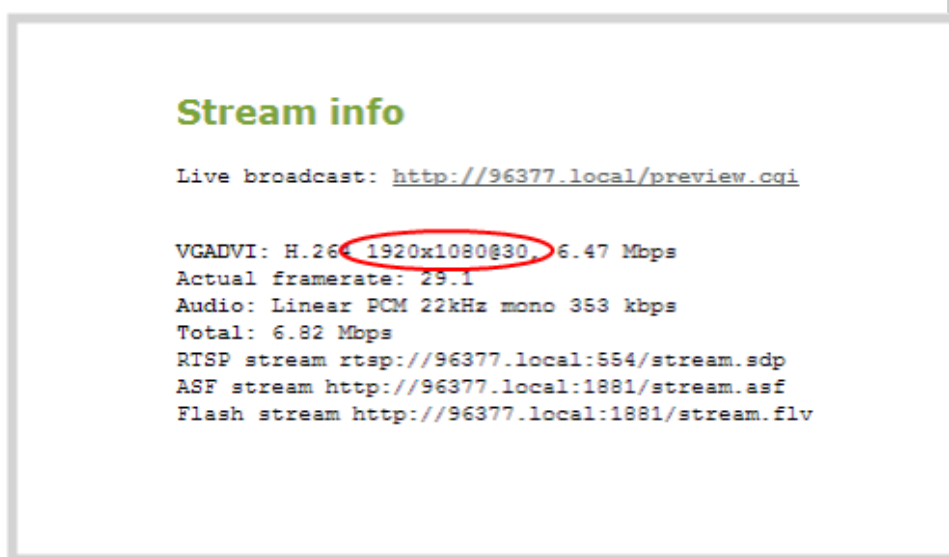 Stream info
Live broadcast: http://96377.local/preview.cgi
VGADVI: H.264 1920x1080@30, 6.47 Mbps
Actual framerate: 29.1
Audio: Linear PCM 22kHz mono 353 kbps
Total: 6.82 Mbps
RTSP stream rtsp://96377.local:554/stream.sdp
ASF stream http://96377.local:1881/stream.asf
Flash stream http://96377.local:1881/stream.flv